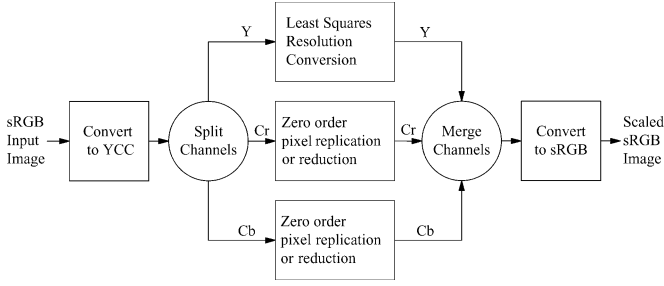 sRGB
Input
Image
Convert
to YCC
Split
Channels
Y
Least Squares
Resolution
Conversion
Y
Cr
Zero order
pixel replication
or reduction
Cr
Cb
Zero order
pixel replication
or reduction
Cb
Merge
Channels
Convert
to sRGB
Scaled
sRGB
Image